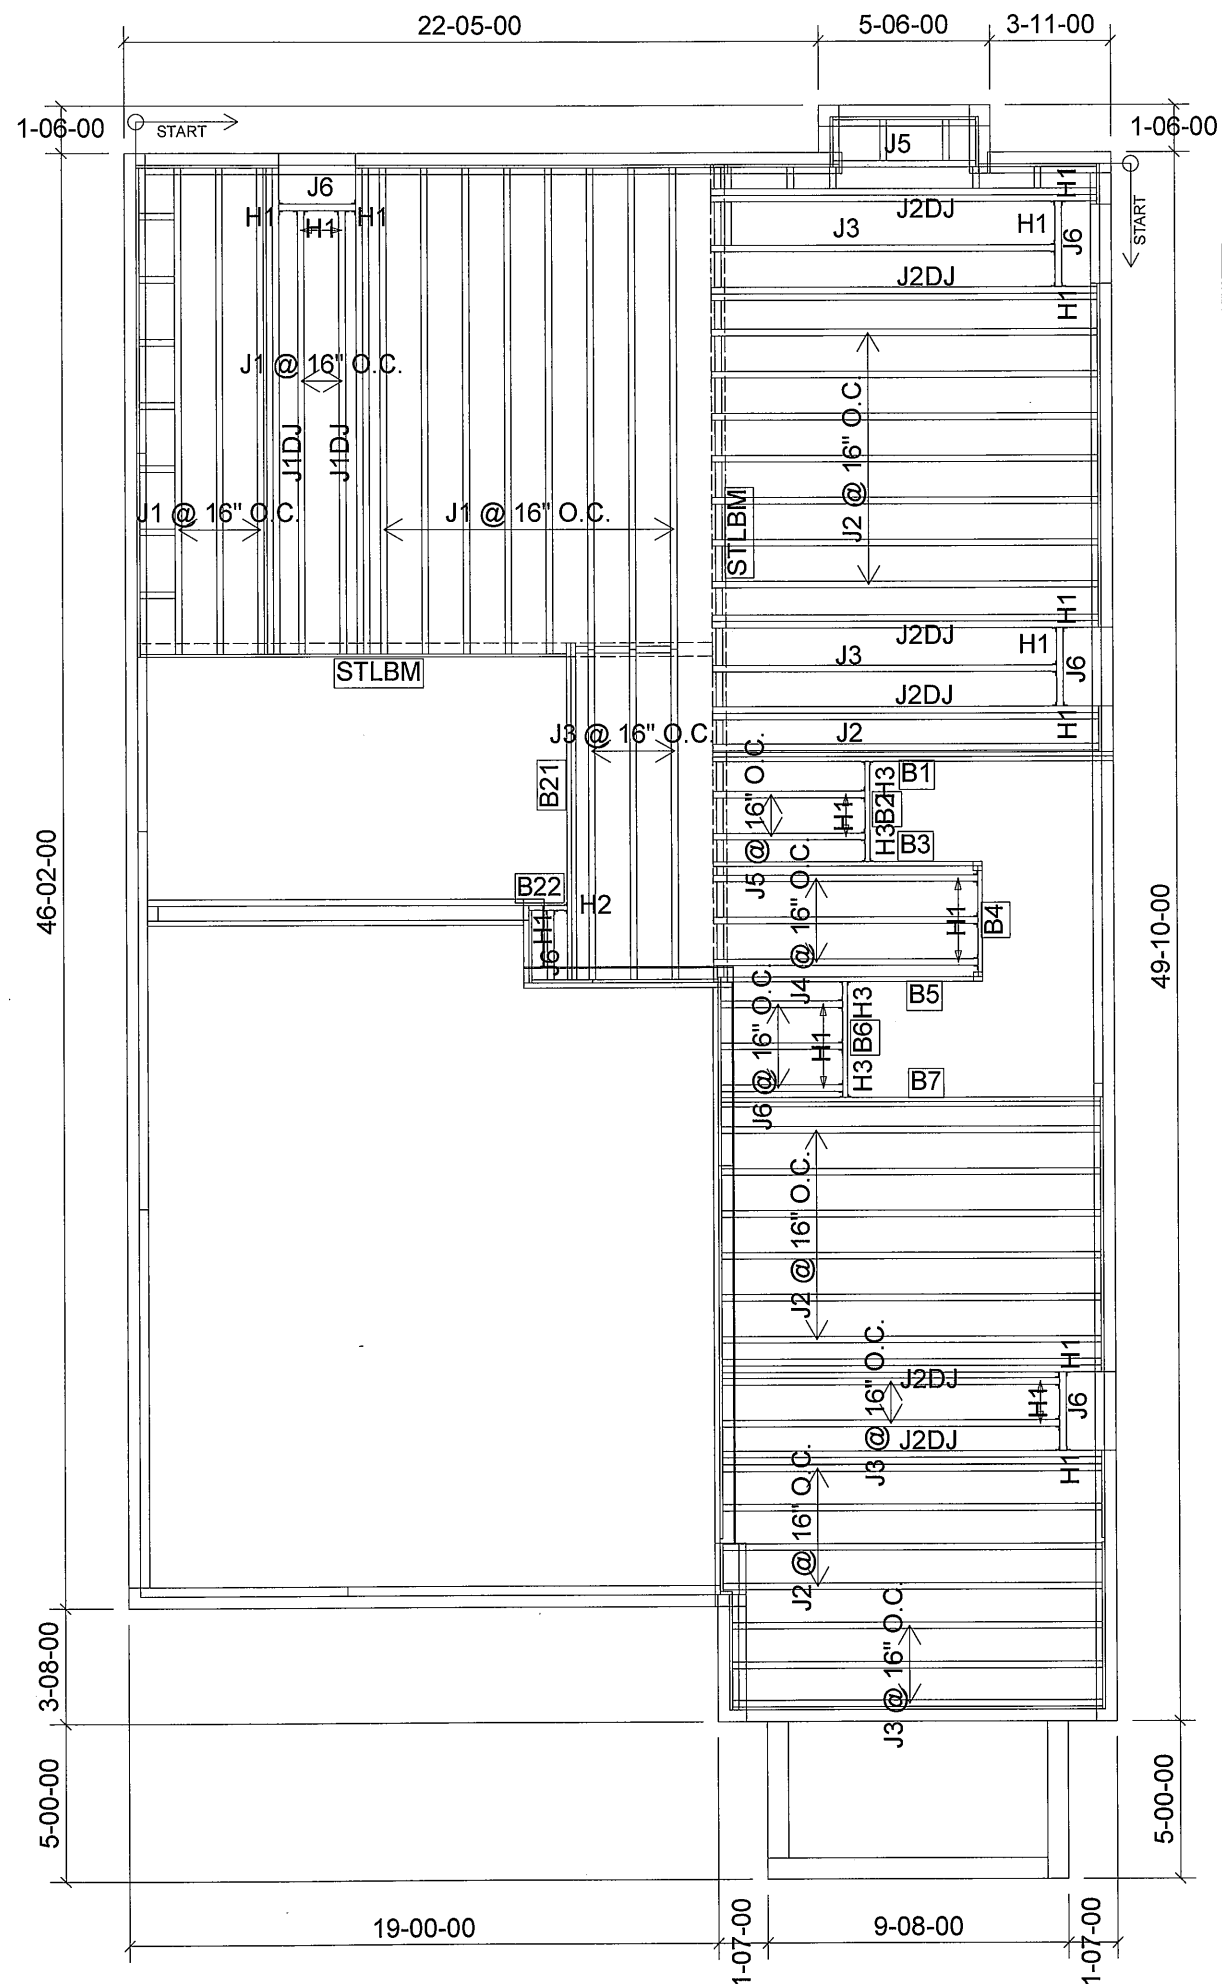 22-05-00
5-06-00
3-11-00
1-06-00
START
1-06-00
START
J5
J6
H1
H1
H1
H1
J2DJ
J3
H1
J6
J2DJ
H1
J1 @ 16" O.C.
J1DJ
J1DJ
J2 @ 16" O.C.
J1 @ 16" O.C.
J1 @ 16" O.C.
STLBM
H1
J2DJ
H1
J3
J6
STLBM
J2DJ
H1
J3 @ 16" O.C.
J2
B21
J5 @ 16" O.C.
H1
H3
B1
B2
H3
B3
46-02-00
B22
H2
H1
J6
J4 @ 16" O.C.
H1
B4
49-10-00
J6 @ 16" O.C.
H1
H3
B5
B6
H3
B7
J2 @ 16" O.C.
H1
J2DJ
J3 @ 16" O.C.
H1
J6
J2DJ
H1
J2 @ 16" O.C.
J3 @ 16" O.C.
3-08-00
5-00-00
5-00-00
19-00-00
1-07-00
9-08-00
1-07-00